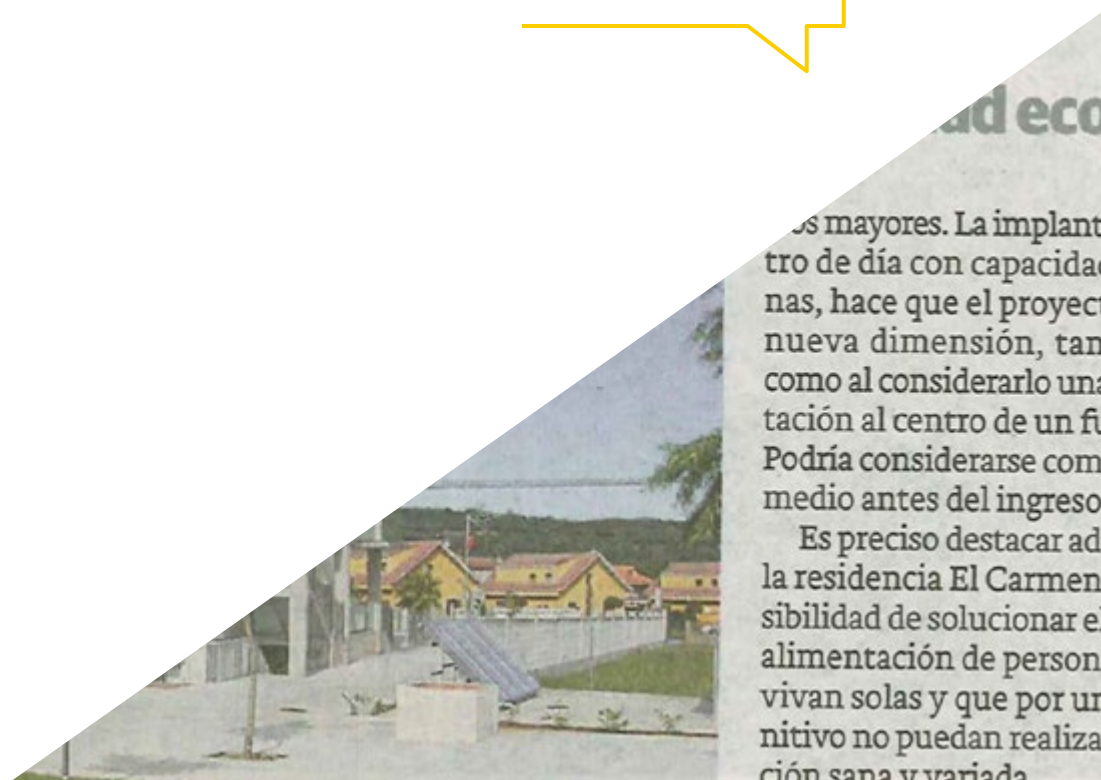 d eco
os mayores. La implant
tro de día con capacidad
nas, hace que el proyect
nueva dimensión, tan
como al considerarlo una
tación al centro de un fu
Podría considerarse com
medio antes del ingreso
Es preciso destacar ad
la residencia El Carmen
sibilidad de solucionar el
alimentación de person
vivan solas y que por un
nitivo no puedan realiza
ción sana y variada